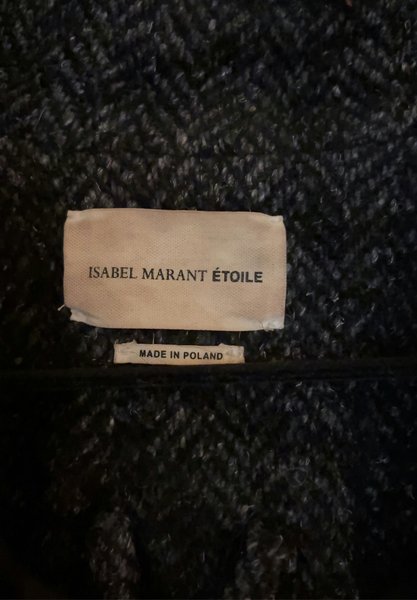 ISABEL MARANT ÉTOILE
MADE IN POLAND